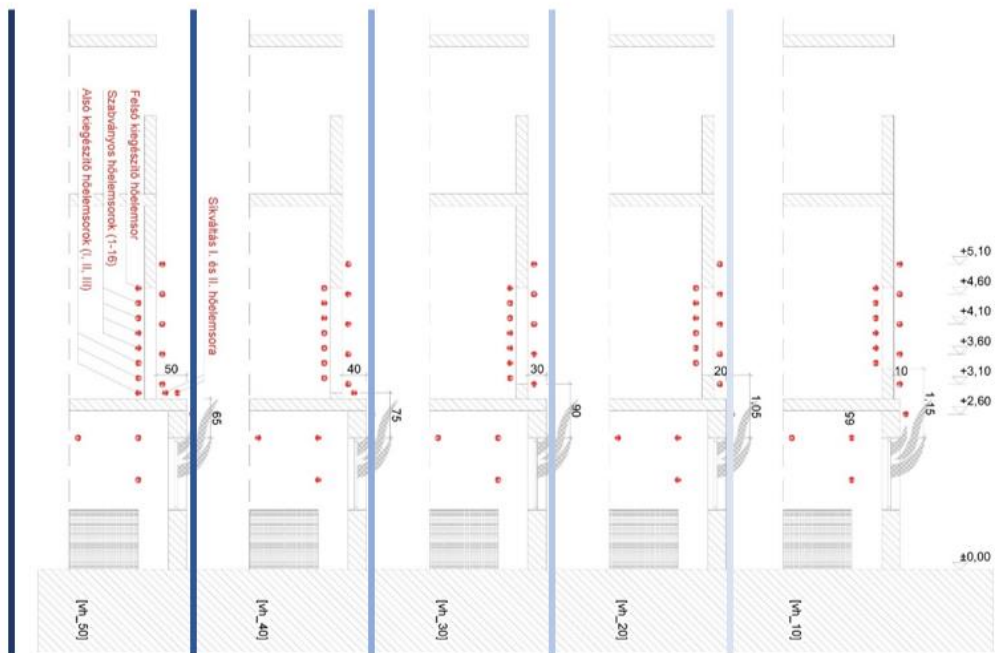 Felső kiegészítő hőelemsor
Szabványos hőelemsorok (1-16)
Alsó kiegészítő hőelemsorok (I, II, III)
Síkváltás I. és II. hőelemsora
50
65
[vh_50]
40
75
[vh_40]
30
90
[vh_30]
20
1,05
[vh_20]
10
1,15
99
[vh_10]
+5,10
+4,60
+4,10
+3,60
+3,10
+2,60
±0,00